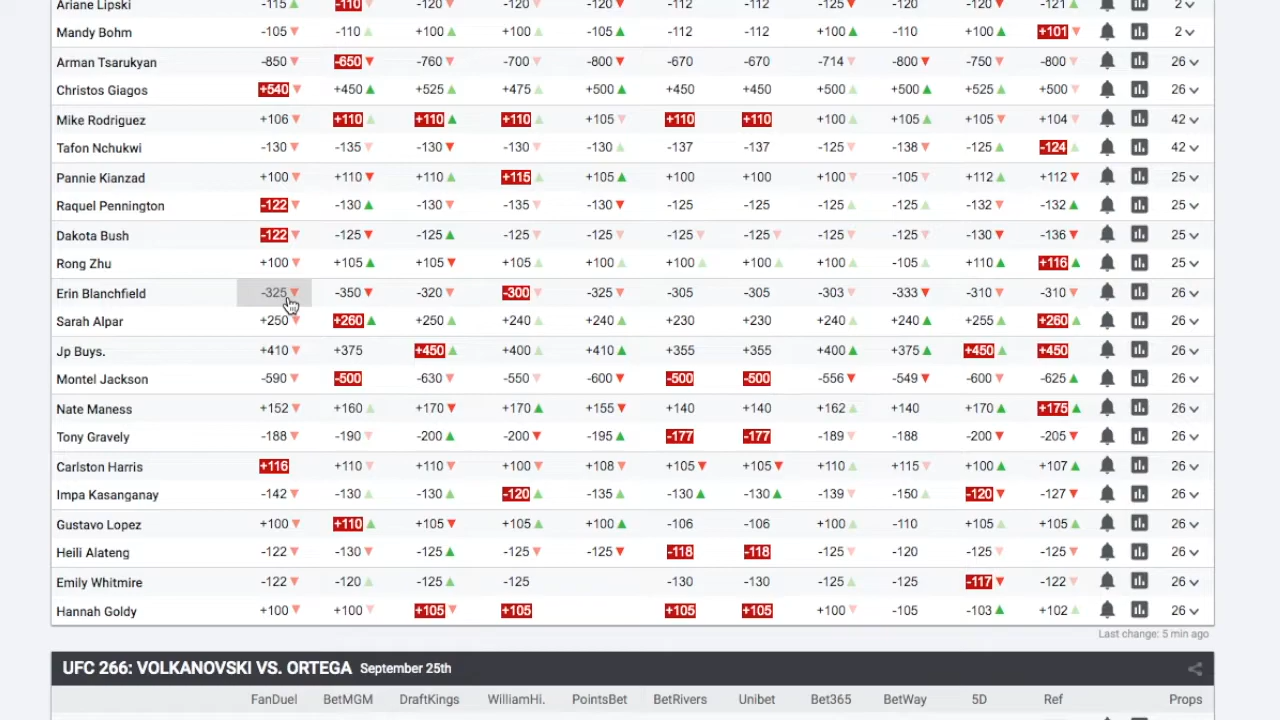 Ariane Lipski -115 -110 -120 -120 -120 -112 -112 -125 -120 -120 -121 2
Mandy Bohm -105 -110 +100 +100 -105 -112 -112 +100 -110 +100 +101 2
Arman Tsarukyan -850 -650 -760 -700 -800 -670 -670 -714 -800 -750 -800 26
Christos Giagos +540 +450 +525 +475 +500 +450 +450 +500 +500 +525 +500 26
Mike Rodriguez +106 +110 +110 +110 +105 +110 +110 +100 +105 +105 +104 42
Tafon Nchukwi -130 -135 -130 -130 -130 -137 -137 -125 -138 -125 -124 42
Pannie Kianzad +100 +110 +110 +115 +105 +100 +100 +100 -105 +112 +112 25
Raquel Pennington -122 -130 -130 -135 -130 -125 -125 -125 -125 -132 -132 25
Dakota Bush -122 -125 -125 -125 -125 -125 -125 -125 -125 -130 -136 25
Rong Zhu +100 +105 +105 +105 +100 +100 +100 +100 -105 +110 +116 25
Erin Blanchfield -325 -350 -320 -300 -325 -305 -305 -303 -333 -310 -310 26
Sarah Alpar +250 +260 +250 +240 +240 +230 +230 +240 +240 +255 +260 26
Jp Buys. +410 +375 +450 +400 +410 +355 +355 +400 +375 +450 +450 26
Montel Jackson -590 -500 -630 -550 -600 -500 -500 -556 -549 -600 -625 26
Nate Maness +152 +160 +170 +170 +155 +140 +140 +162 +140 +170 +175 26
Tony Gravely -188 -190 -200 -200 -195 -177 -177 -189 -188 -200 -205 26
Carlston Harris +116 +110 +110 +100 +108 +105 +105 +110 +115 +100 +107 26
Impa Kasanganay -142 -130 -130 -120 -135 -130 -130 -139 -150 -120 -127 26
Gustavo Lopez +100 +110 +105 +105 +100 -106 -106 +100 -110 +105 +105 26
Heili Alateng -122 -130 -125 -125 -125 -118 -118 -125 -120 -125 -125 26
Emily Whitmire -122 -120 -125 -125 -130 -130 -125 -125 -117 -122 26
Hannah Goldy +100 +100 +105 +105 +105 +105 +100 -105 -103 +102 26
Last change: 5 min ago
UFC 266: VOLKANOVSKI VS. ORTEGA September 25th
FanDuel BetMGM DraftKings WilliamHi. PointsBet BetRivers Unibet Bet365 BetWay 5D Ref Props